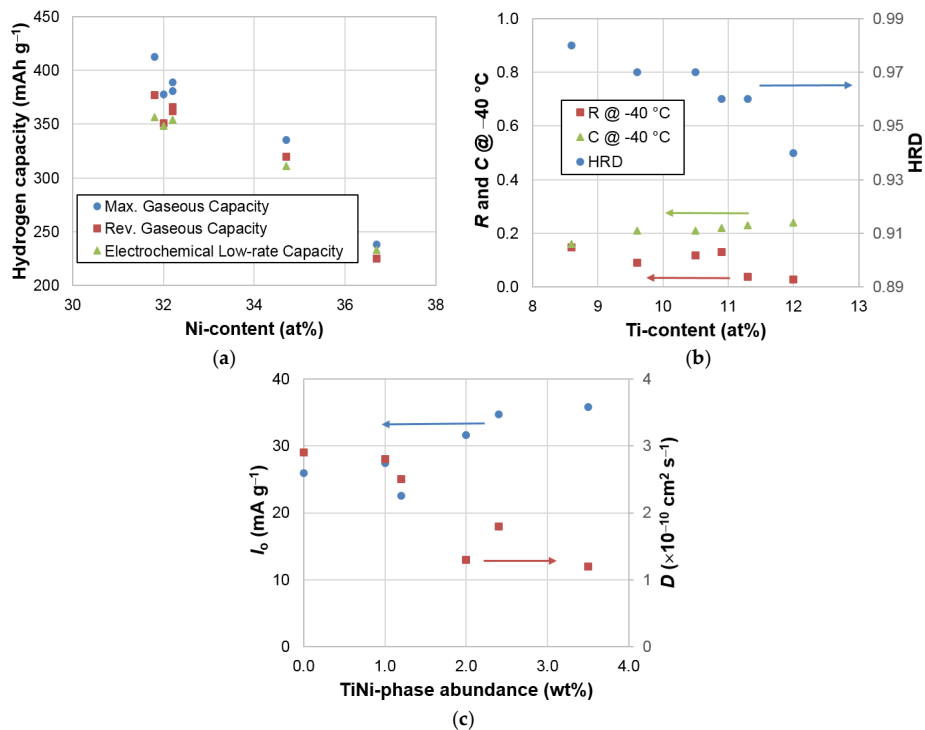 Hydrogen capacity (mAh g⁻¹)
450
400
350
300
250
200
Max. Gaseous Capacity
Rev. Gaseous Capacity
Electrochemical Low-rate Capacity
30 32 34 36 38
Ni-content (at%)
(a)
R and C @ −40 °C
1.0
0.8
0.6
0.4
0.2
0.0
R @ -40 °C
C @ -40 °C
HRD
0.99
0.97
0.95
0.93
0.91
0.89
HRD
8 9 10 11 12 13
Ti-content (at%)
(b)
Iₒ (mA g⁻¹)
40
30
20
10
0
4
3
2
1
0
D (×10⁻¹⁰ cm² s⁻¹)
0.0 1.0 2.0 3.0 4.0
TiNi-phase abundance (wt%)
(c)